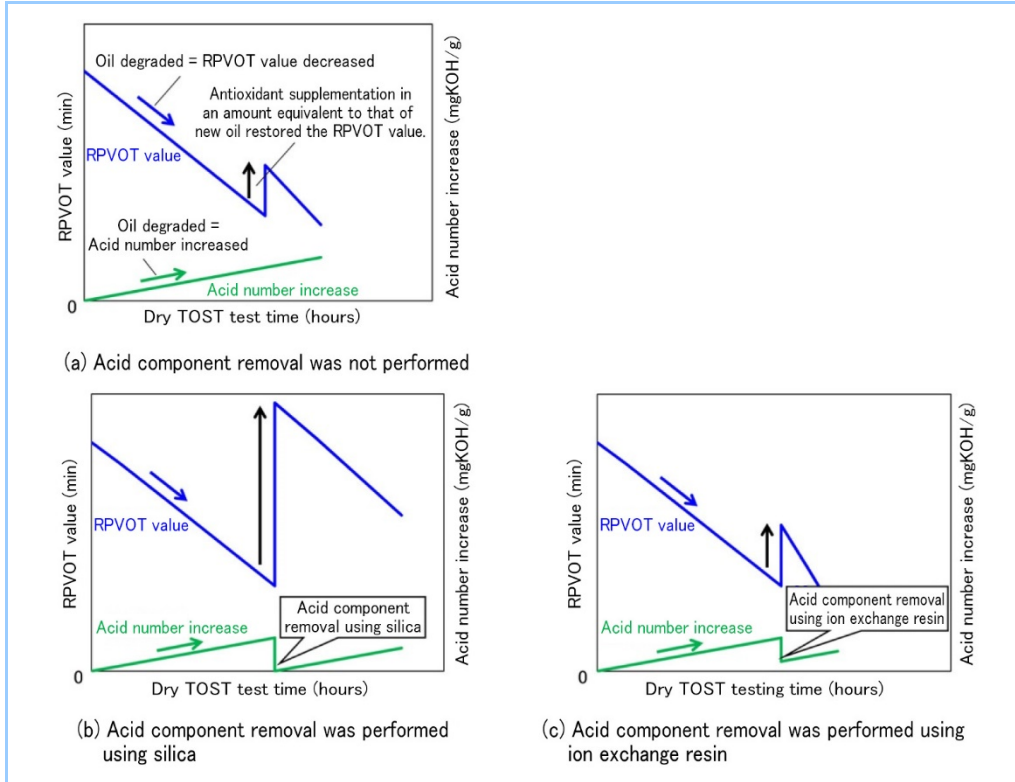 Oil degraded = RPVOT value decreased
Antioxidant supplementation in
an amount equivalent to that of
new oil restored the RPVOT value.
RPVOT value (min)
RPVOT value
Oil degraded =
Acid number increased
Acid number increase
Acid number increase (mgKOH/g)
0
Dry TOST test time (hours)
(a) Acid component removal was not performed
RPVOT value (min)
RPVOT value
Acid number increase
Acid component
removal using silica
Acid number increase (mgKOH/g)
0
Dry TOST test time (hours)
(b) Acid component removal was performed
using silica
RPVOT value (min)
RPVOT value
Acid number increase
Acid component removal
using ion exchange resin
Acid number increase (mgKOH/g)
0
Dry TOST testing time (hours)
(c) Acid component removal was performed using
ion exchange resin